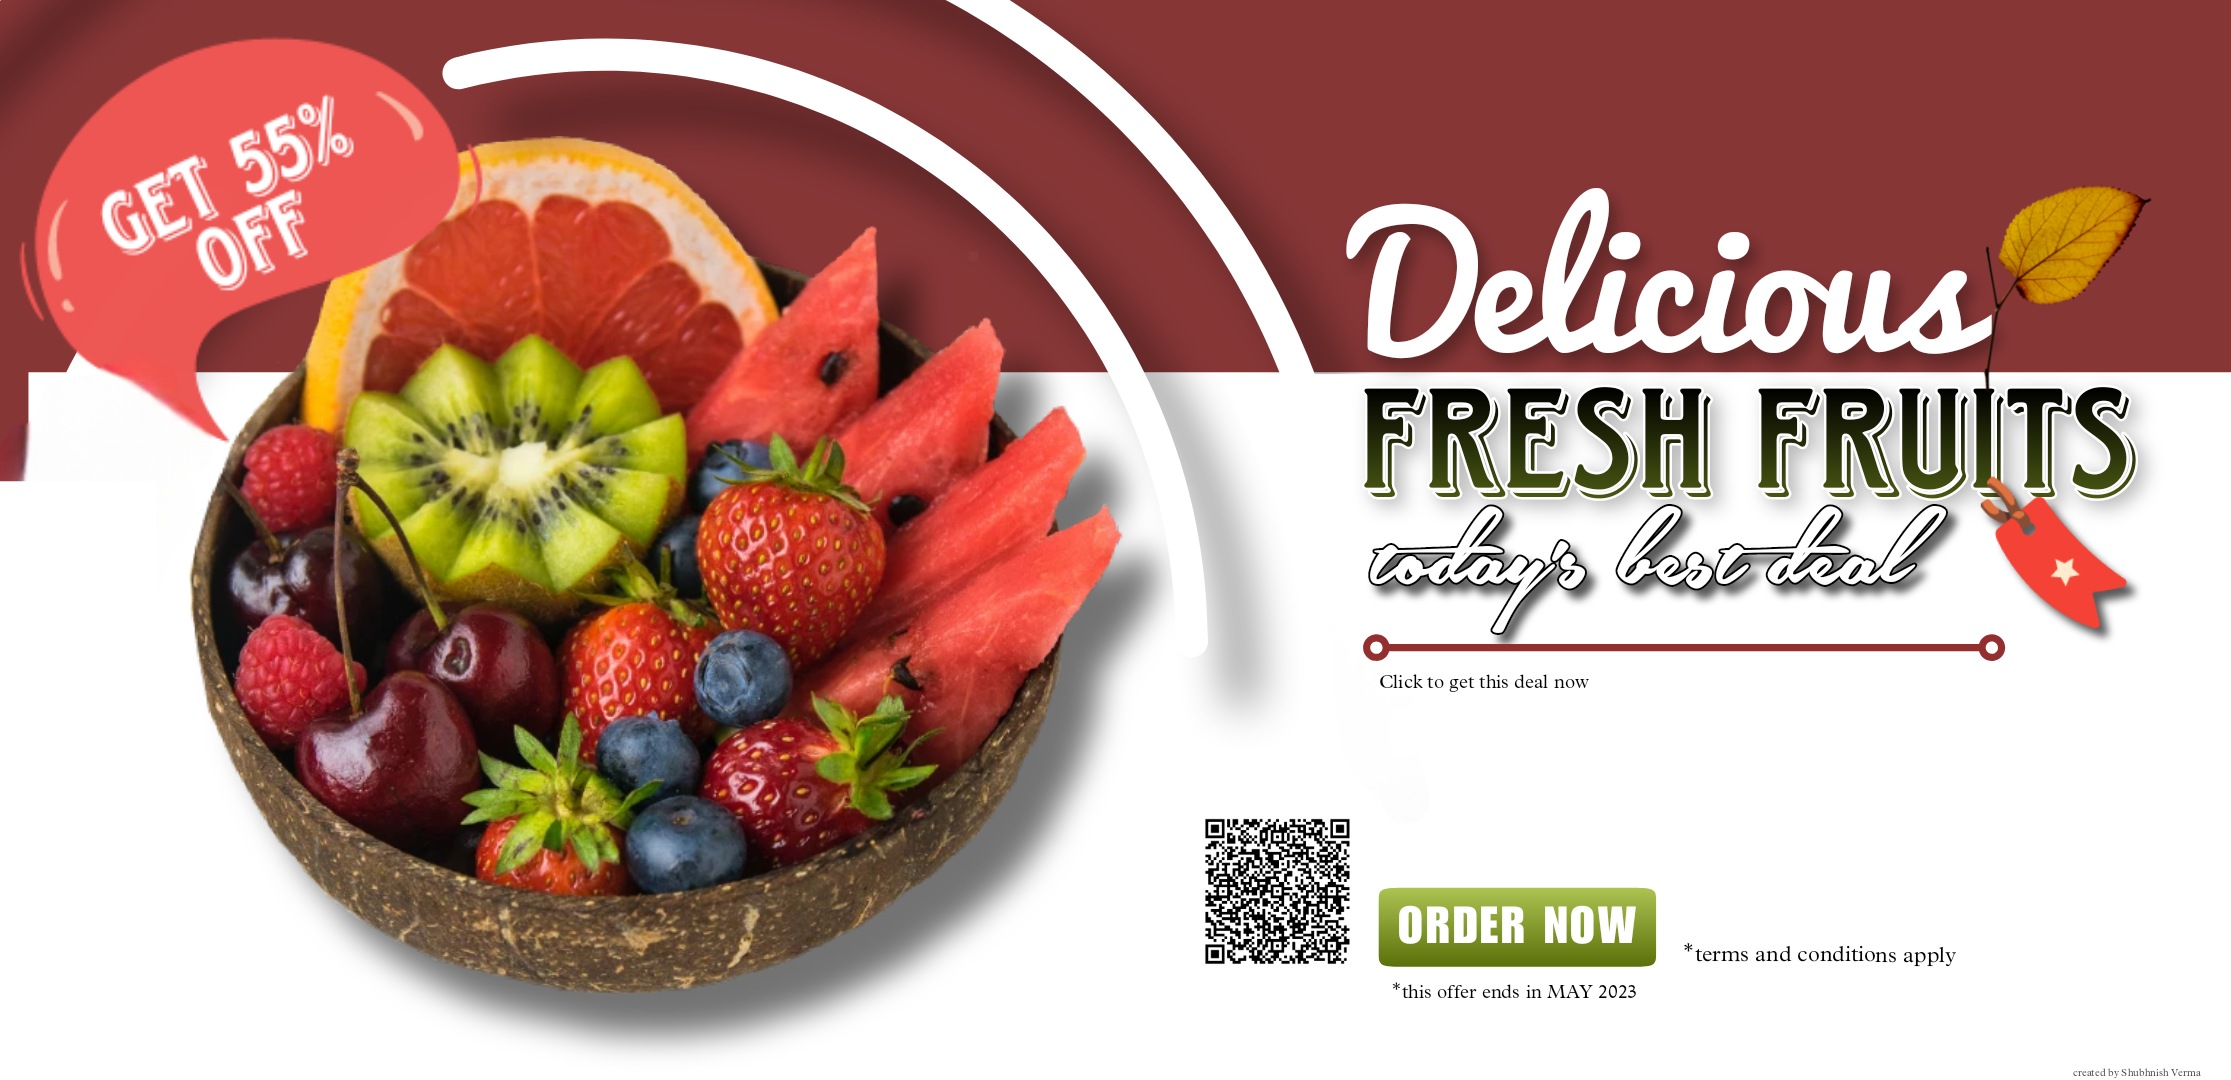 GET 55%
OFF
Delicious
FRESH FRUITS
today's best deal
Click to get this deal now
ORDER NOW
*terms and conditions apply
*this offer ends in MAY 2023
created by Shubhnish Verma